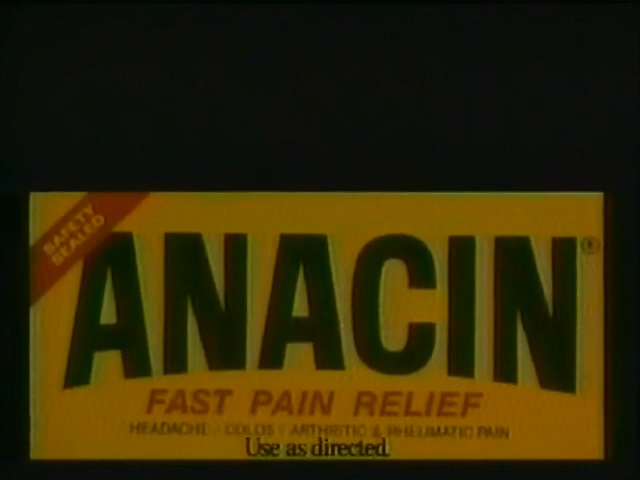 SAFETY
SEALED
ANACIN®
FAST PAIN RELIEF
HEADACHE / COLDS / ARTHRITIC & RHEUMATIC PAIN
Use as directed.